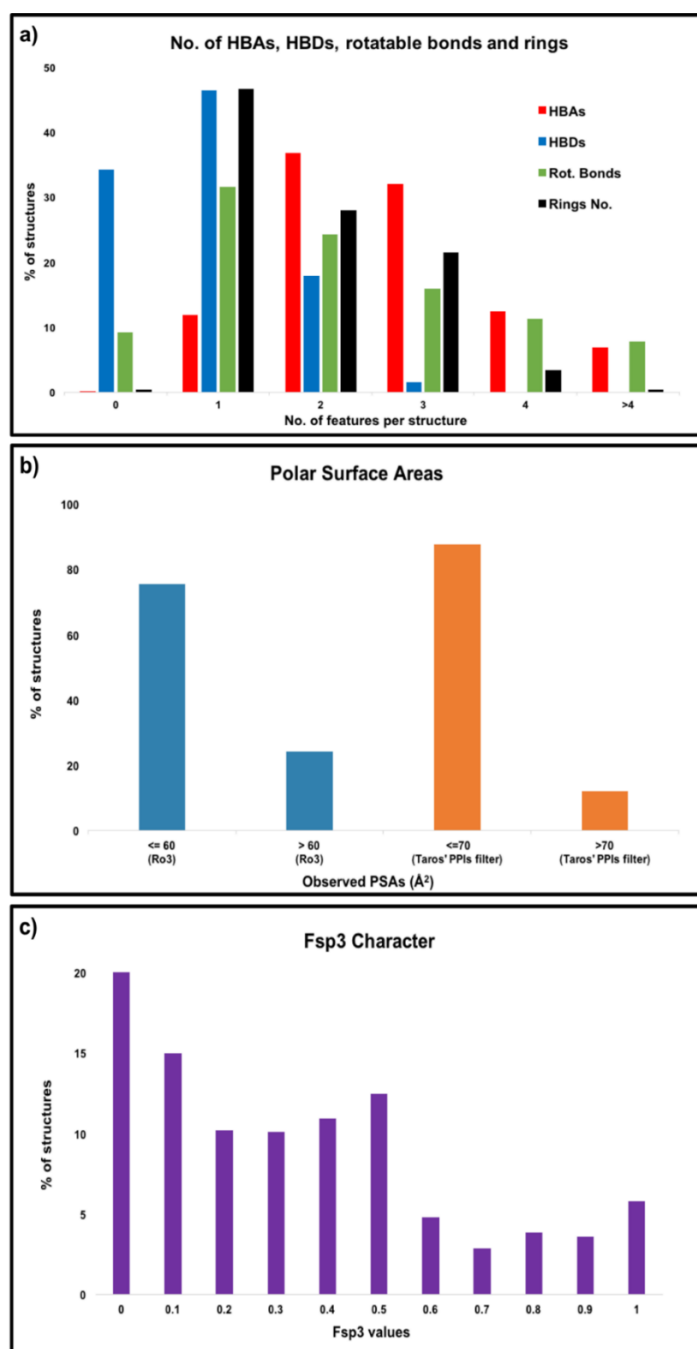 a)
No. of HBAs, HBDs, rotatable bonds and rings
50
40
30
20
10
0
% of structures
HBAs
HBDs
Rot. Bonds
Rings No.
0 1 2 3 4 >4
No. of features per structure
b)
Polar Surface Areas
100
80
60
40
20
0
% of structures
<= 60 > 60 <=70 >70
(Ro3) (Ro3) (Taros' PPIs filter) (Taros' PPIs filter)
Observed PSAs (Å²)
c)
Fsp3 Character
20
15
10
5
0
% of structures
0 0.1 0.2 0.3 0.4 0.5 0.6 0.7 0.8 0.9 1
Fsp3 values